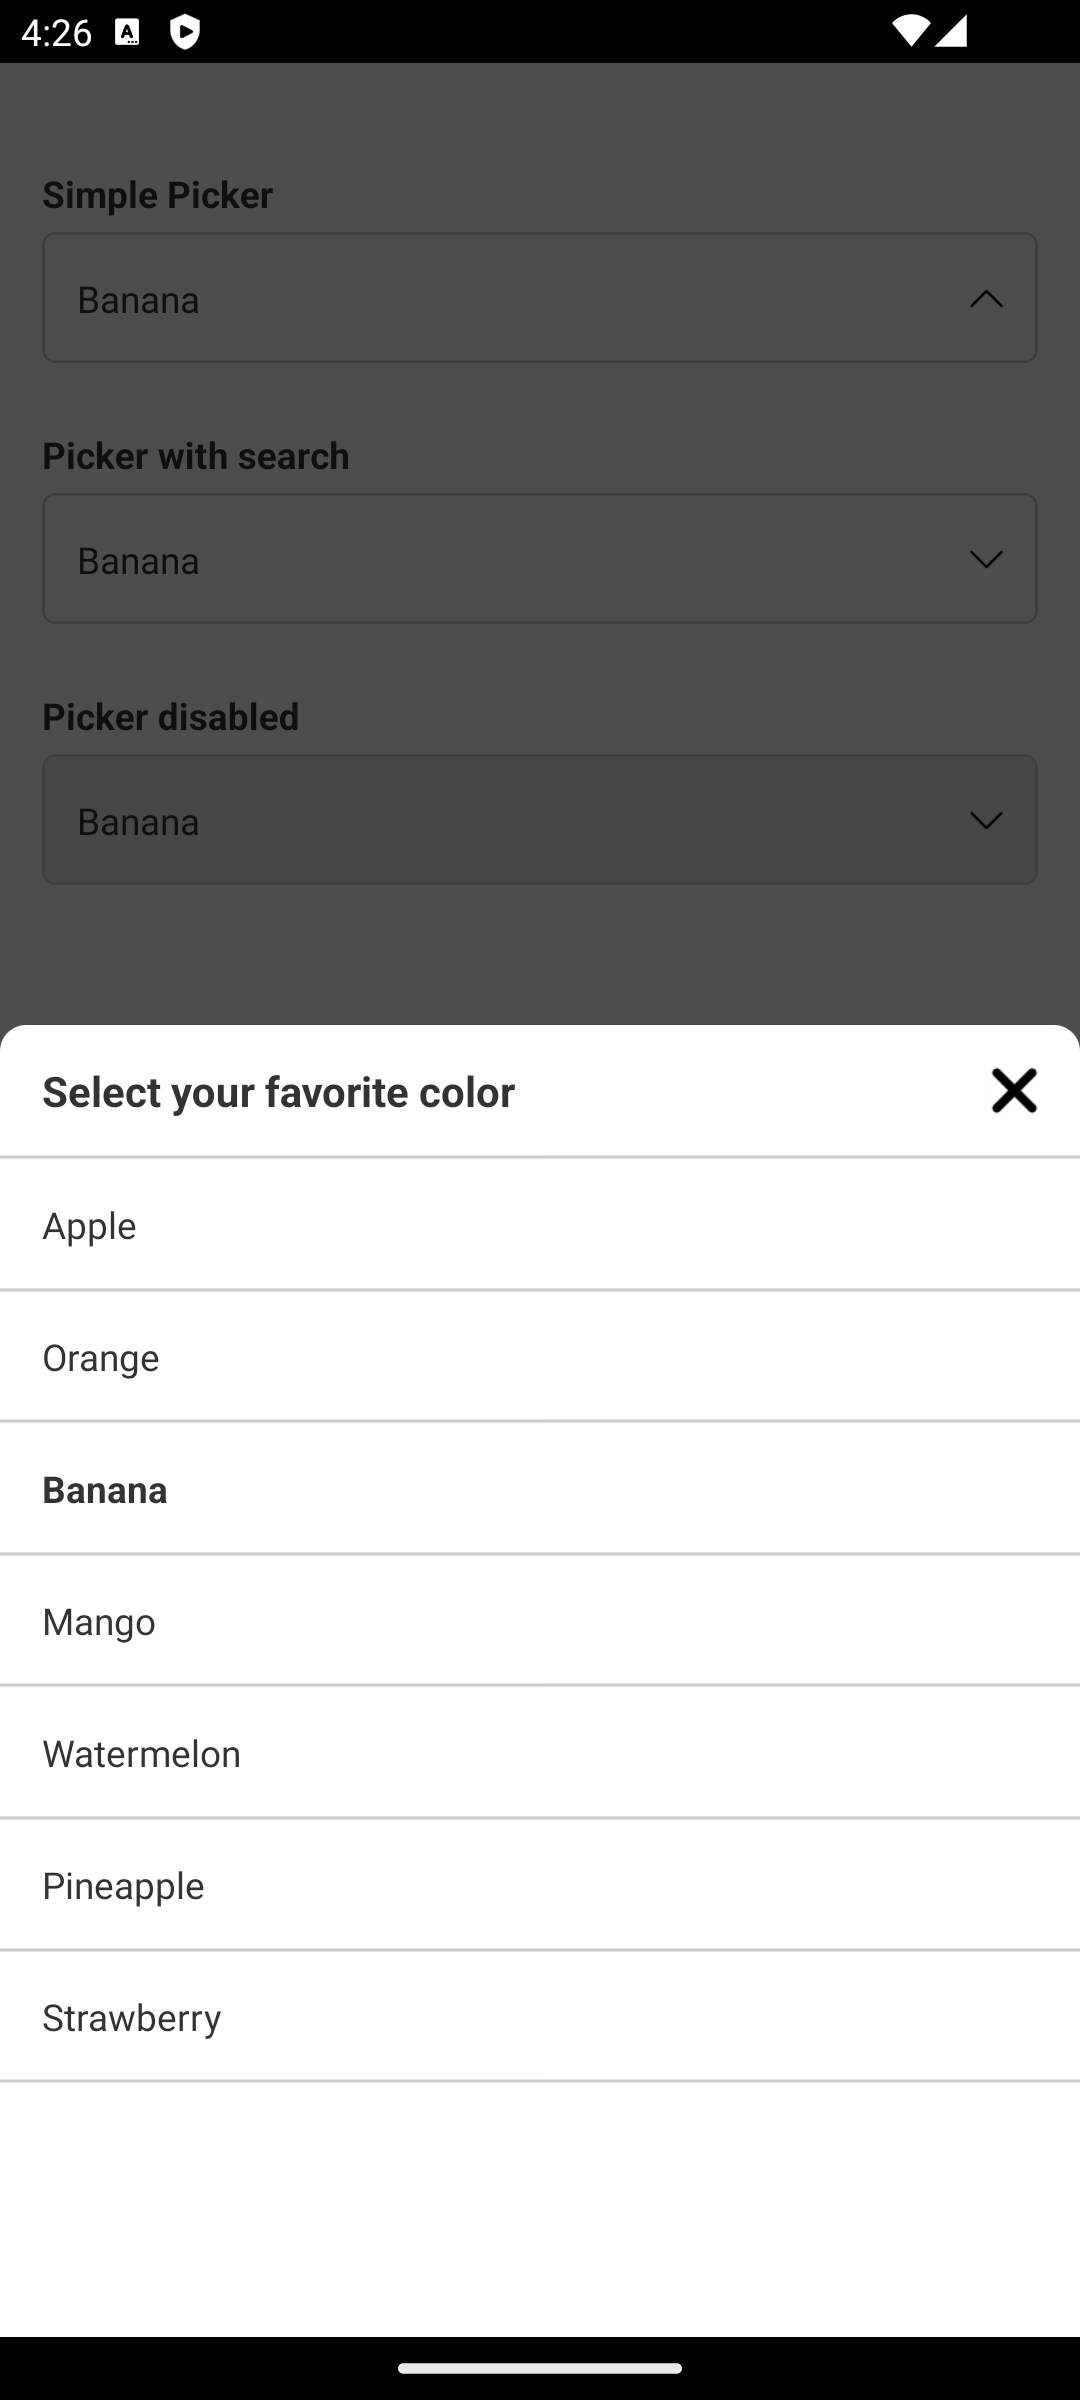 4:26
Simple Picker
Banana
Picker with search
Banana
Picker disabled
Banana
Select your favorite color
Apple
Orange
Banana
Mango
Watermelon
Pineapple
Strawberry